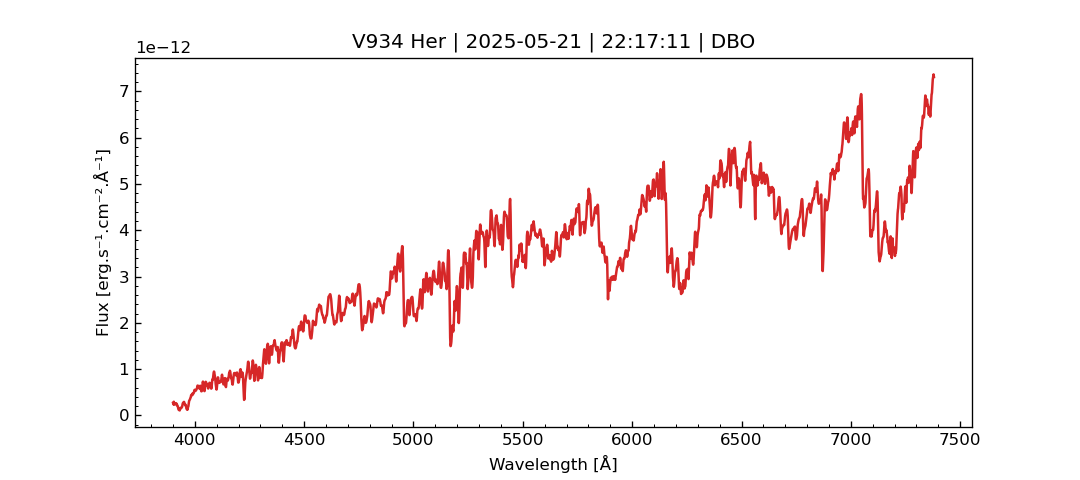 V934 Her | 2025-05-21 | 22:17:11 | DBO
1e−12
7
6
5
4
3
2
1
0
Flux [erg.s⁻¹.cm⁻².Å⁻¹]
4000 4500 5000 5500 6000 6500 7000 7500
Wavelength [Å]